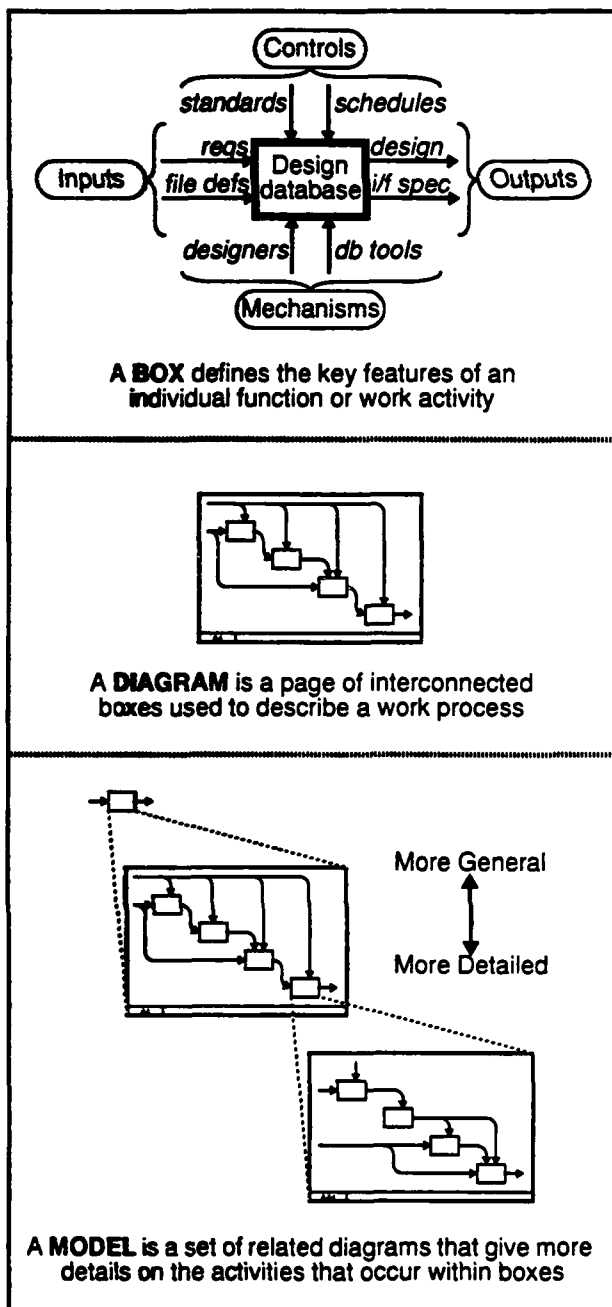 Controls
standards schedules
reqs Design design
Inputs file defs database i/f spec Outputs
designers db tools
Mechanisms
A BOX defines the key features of an
individual function or work activity
A DIAGRAM is a page of interconnected
boxes used to describe a work process
More General
More Detailed
A MODEL is a set of related diagrams that give more
details on the activities that occur within boxes